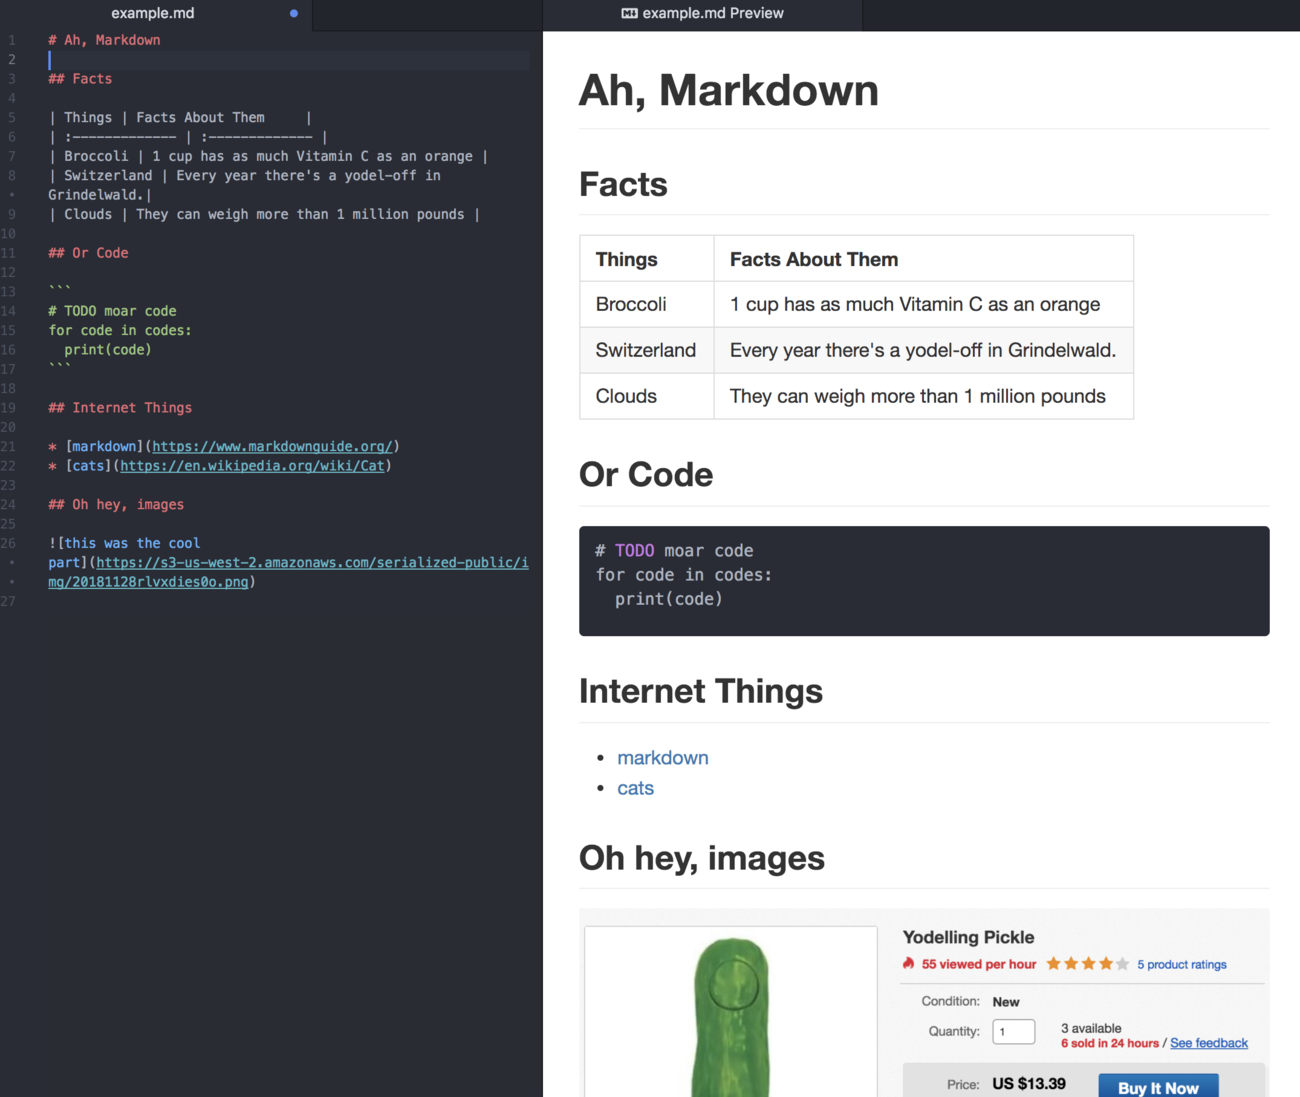 example.md
1 # Ah, Markdown
2
3 ## Facts
4
5 | Things | Facts About Them     |
6 | :------------- | :------------- |
7 | Broccoli | 1 cup has as much Vitamin C as an orange |
8 | Switzerland | Every year there's a yodel-off in
• Grindelwald.|
9 | Clouds | They can weigh more than 1 million pounds |
10
11 ## Or Code
12
13 ```
14 # TODO moar code
15 for code in codes:
16   print(code)
17 ```
18
19 ## Internet Things
20
21 * [markdown](https://www.markdownguide.org/)
22 * [cats](https://en.wikipedia.org/wiki/Cat)
23
24 ## Oh hey, images
25
26 ![this was the cool
• part](https://s3-us-west-2.amazonaws.com/serialized-public/i
• mg/20181128rlvxdies0o.png)
27
example.md Preview
Ah, Markdown
Facts
Things Facts About Them
Broccoli 1 cup has as much Vitamin C as an orange
Switzerland Every year there's a yodel-off in Grindelwald.
Clouds They can weigh more than 1 million pounds
Or Code
# TODO moar code
for code in codes:
  print(code)
Internet Things
• markdown
• cats
Oh hey, images
Yodelling Pickle
55 viewed per hour 5 product ratings
Condition: New
Quantity: 1 3 available
6 sold in 24 hours / See feedback
Price: US $13.39 Buy It Now